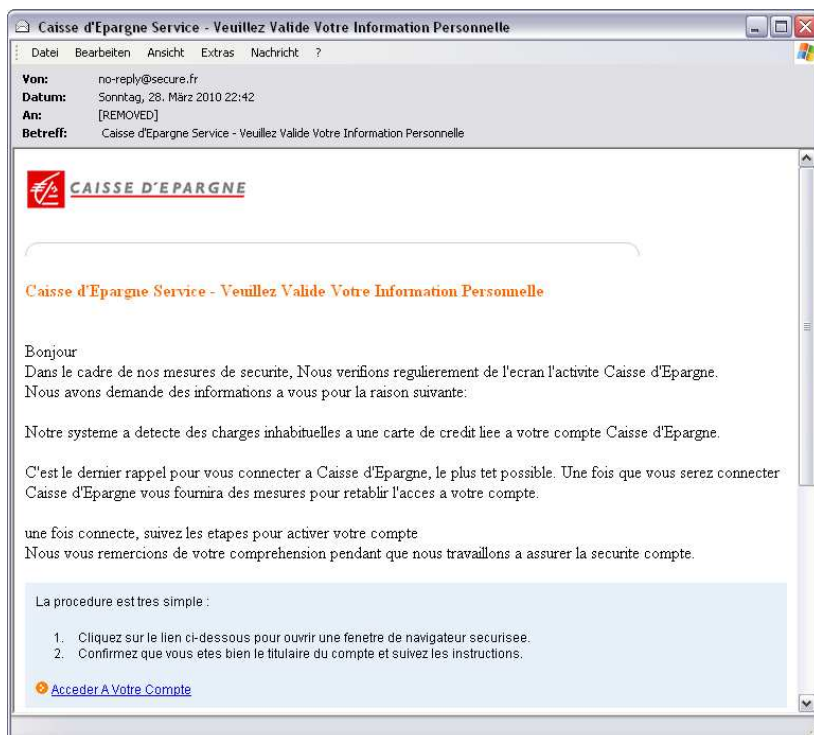 Caisse d'Epargne Service - Veuillez Valide Votre Information Personnelle
Datei Bearbeiten Ansicht Extras Nachricht ?
Von: no-reply@secure.fr
Datum: Sonntag, 28. März 2010 22:42
An: [REMOVED]
Betreff: Caisse d'Epargne Service - Veuillez Valide Votre Information Personnelle
CAISSE D'EPARGNE
Caisse d'Epargne Service - Veuillez Valide Votre Information Personnelle
Bonjour
Dans le cadre de nos mesures de securite, Nous verifions regulierement de l'ecran l'activite Caisse d'Epargne.
Nous avons demande des informations a vous pour la raison suivante:
Notre systeme a detecte des charges inhabituelles a une carte de credit liee a votre compte Caisse d'Epargne.
C'est le dernier rappel pour vous connecter a Caisse d'Epargne, le plus tet possible. Une fois que vous serez connecter
Caisse d'Epargne vous fournira des mesures pour retablir l'acces a votre compte.
une fois connecte, suivez les etapes pour activer votre compte
Nous vous remercions de votre comprehension pendant que nous travaillons a assurer la securite compte.
La procedure est tres simple :
1. Cliquez sur le lien ci-dessous pour ouvrir une fenetre de navigateur securisee.
2. Confirmez que vous etes bien le titulaire du compte et suivez les instructions.
Acceder A Votre Compte